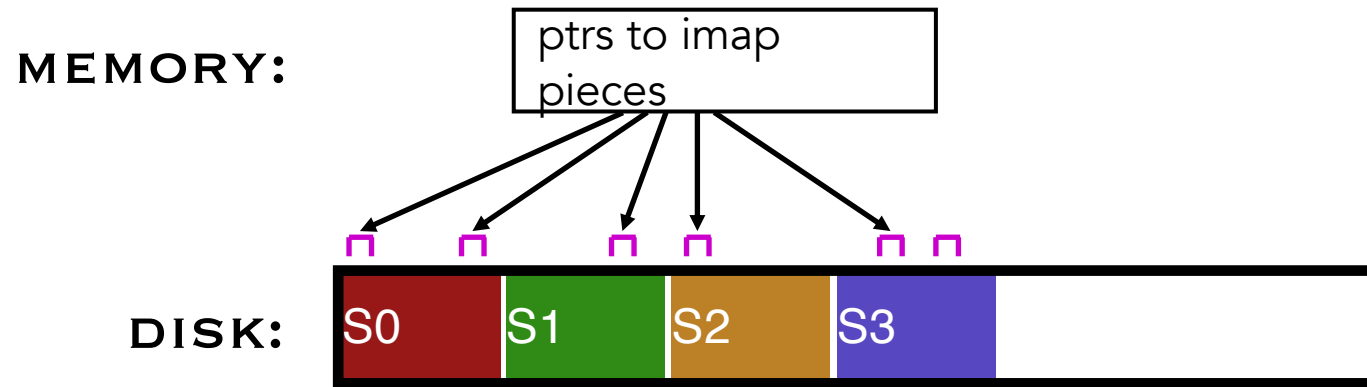 MEMORY:
ptrs to imap
pieces
DISK:
S0
S1
S2
S3